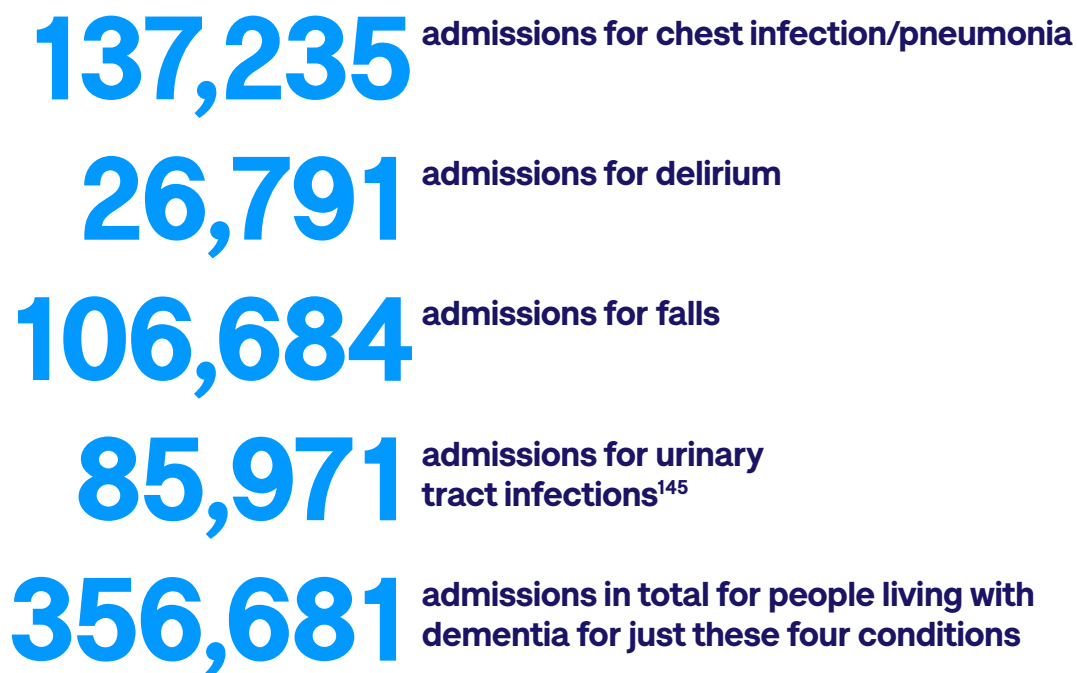 137,235 admissions for chest infection/pneumonia
26,791 admissions for delirium
106,684 admissions for falls
85,971 admissions for urinary
tract infections¹⁴⁵
356,681 admissions in total for people living with
dementia for just these four conditions